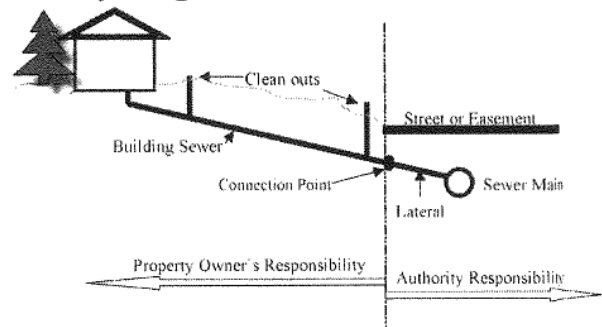 Clean outs
Street or Easement
Building Sewer
Connection Point
Sewer Main
Lateral
Property Owner's Responsibility
Authority Responsibility